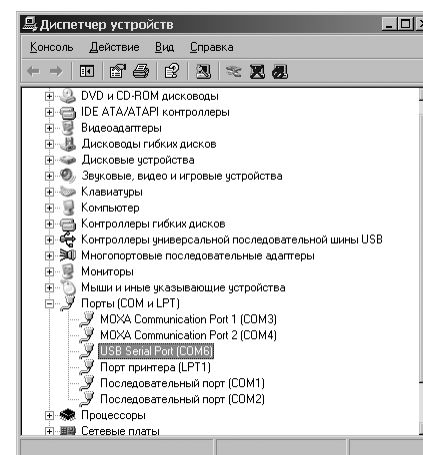 Диспетчер устройств
Консоль Действие Вид Справка
DVD и CD-ROM дисководы
IDE ATA/ATAPI контроллеры
Видеоадаптеры
Дисководы гибких дисков
Дисковые устройства
Звуковые, видео и игровые устройства
Клавиатуры
Компьютер
Контроллеры гибких дисков
Контроллеры универсальной последовательной шины USB
Многопортовые последовательные адаптеры
Мониторы
Мыши и иные указывающие устройства
Порты (COM и LPT)
MOXA Communication Port 1 (COM3)
MOXA Communication Port 2 (COM4)
USB Serial Port (COM6)
Порт принтера (LPT1)
Последовательный порт (COM1)
Последовательный порт (COM2)
Процессоры
Сетевые платы